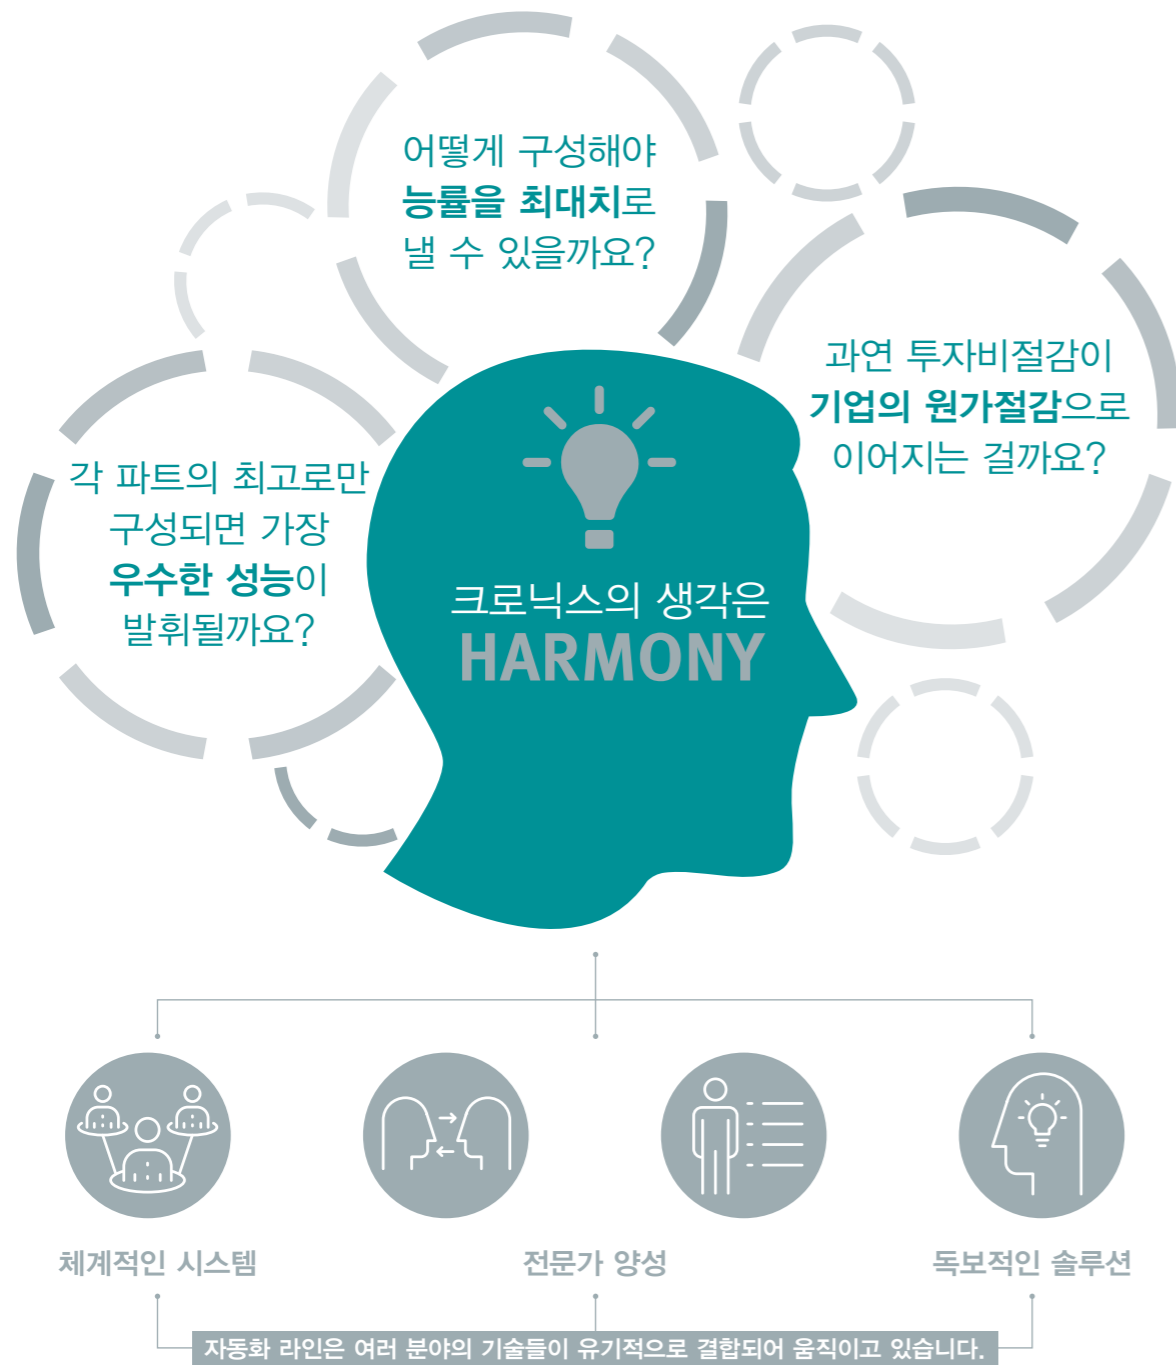 어떻게 구성해야
능률을 최대치로
낼 수 있을까요?
과연 투자비절감이
기업의 원가절감으로
이어지는 걸까요?
각 파트의 최고로만
구성되면 가장
우수한 성능이
발휘될까요?
크로닉스의 생각은
HARMONY
체계적인 시스템
전문가 양성
독보적인 솔루션
자동화 라인은 여러 분야의 기술들이 유기적으로 결합되어 움직이고 있습니다.